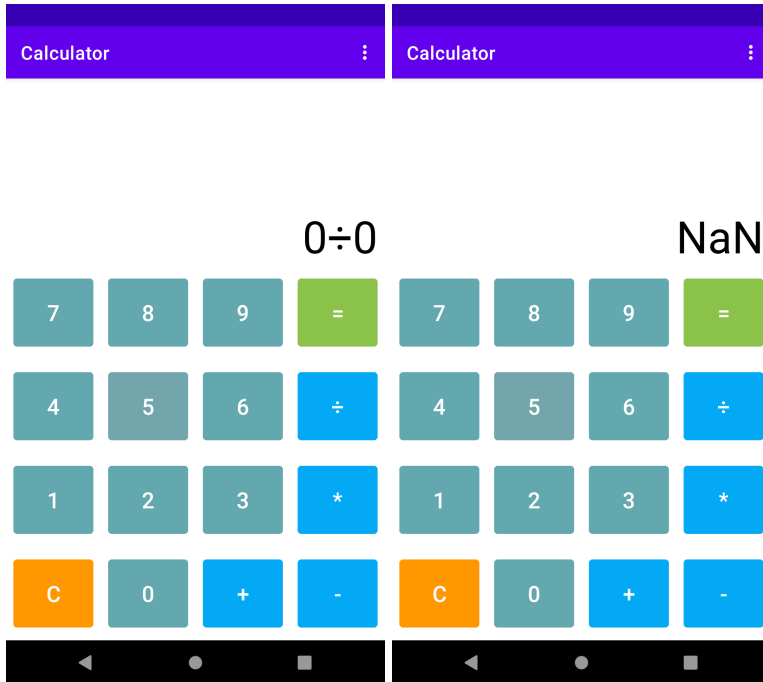 Calculator
0÷0
7 8 9 =
4 5 6 ÷
1 2 3 *
C 0 + -
Calculator
NaN
7 8 9 =
4 5 6 ÷
1 2 3 *
C 0 + -